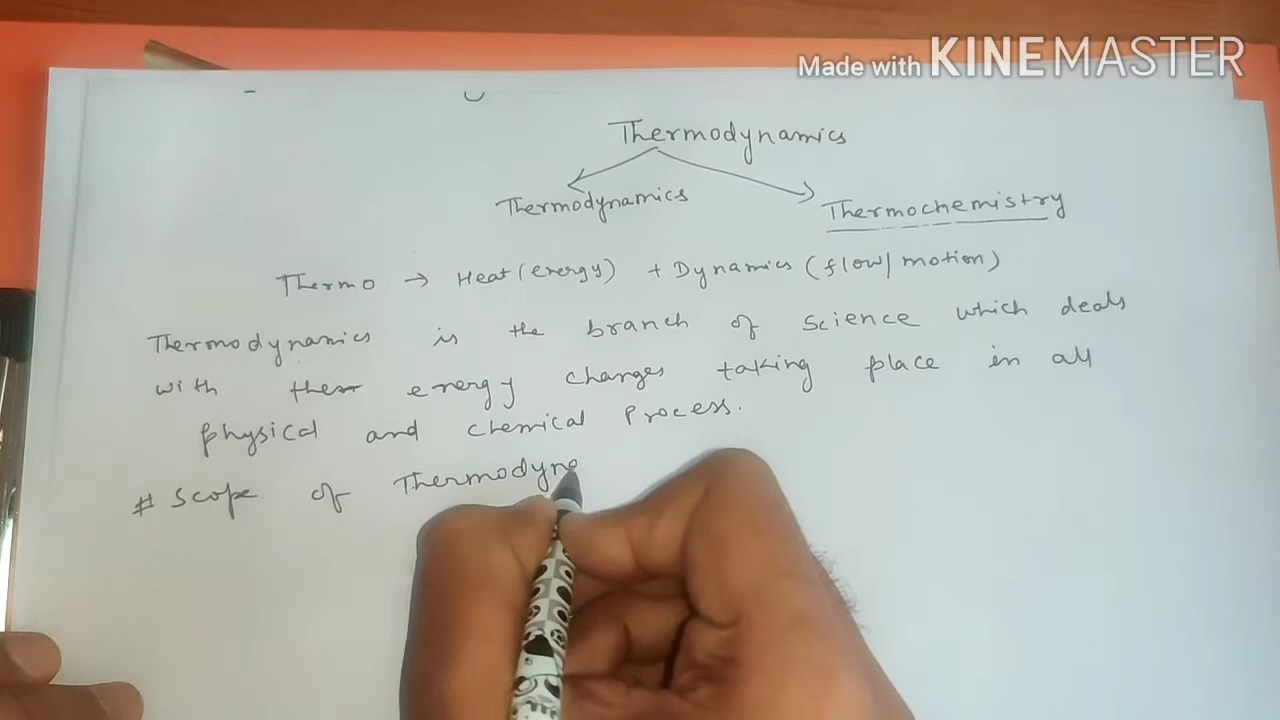 Made with KINEMASTER
Thermodynamics
Thermodynamics Thermochemistry
Thermo → Heat (energy) + Dynamics (flow/motion)
Thermodynamics is the branch of science which deals
with the energy changes taking place in all
physical and chemical Process.
# Scope of Thermodyna